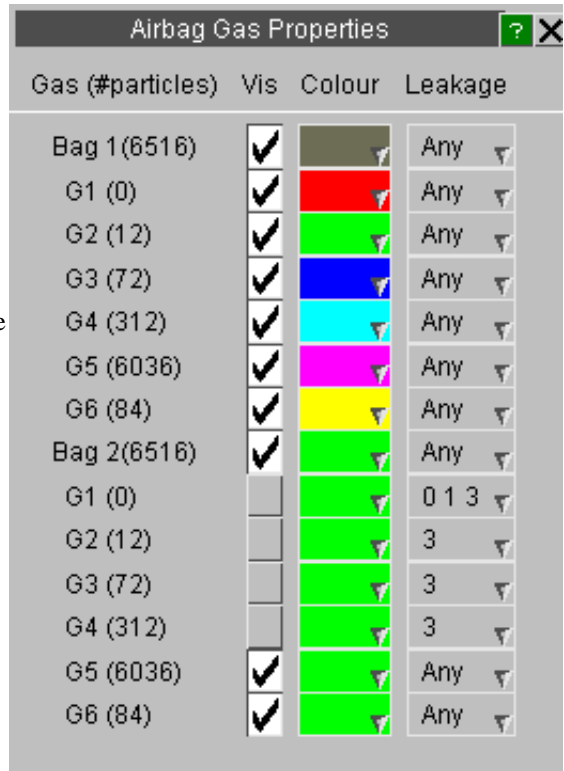 Airbag Gas Properties ?
Gas (#particles) Vis Colour Leakage
Bag 1(6516) Any
G1 (0) Any
G2 (12) Any
G3 (72) Any
e
G4 (312) Any
G5 (6036) Any
G6 (84) Any
Bag 2(6516) Any
G1 (0) 0 1 3
G2 (12) 3
G3 (72) 3
G4 (312) 3
G5 (6036) Any
G6 (84) Any